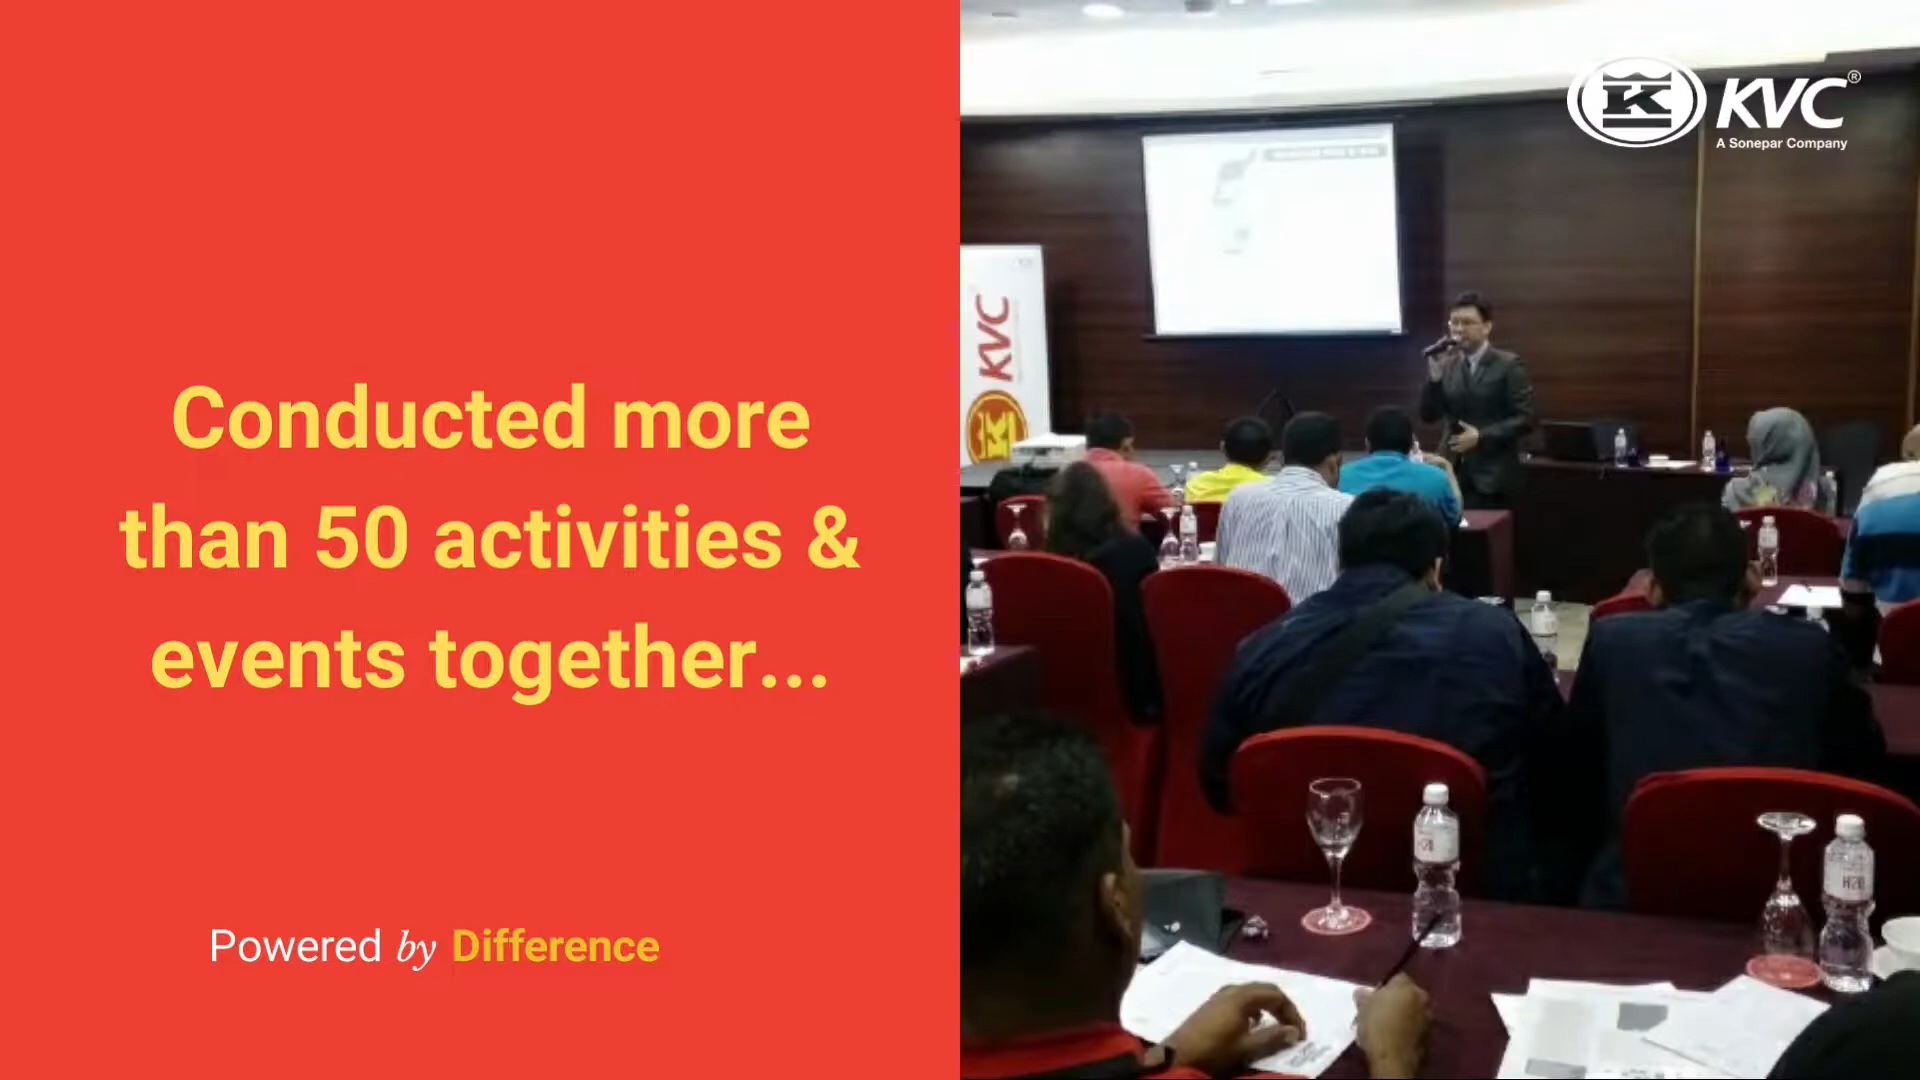 Conducted more
than 50 activities &
events together...
Powered by Difference
K KVC®
A Sonepar Company
KVC